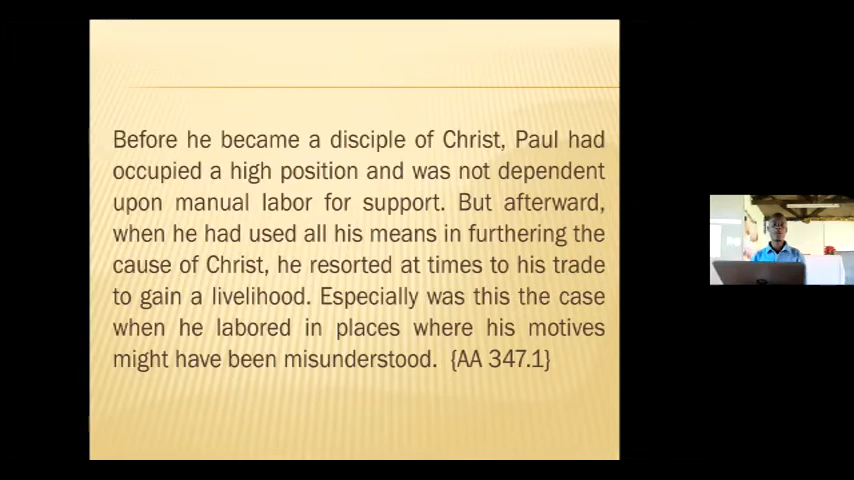 Before he became a disciple of Christ, Paul had
occupied a high position and was not dependent
upon manual labor for support. But afterward,
when he had used all his means in furthering the
cause of Christ, he resorted at times to his trade
to gain a livelihood. Especially was this the case
when he labored in places where his motives
might have been misunderstood. {AA 347.1}